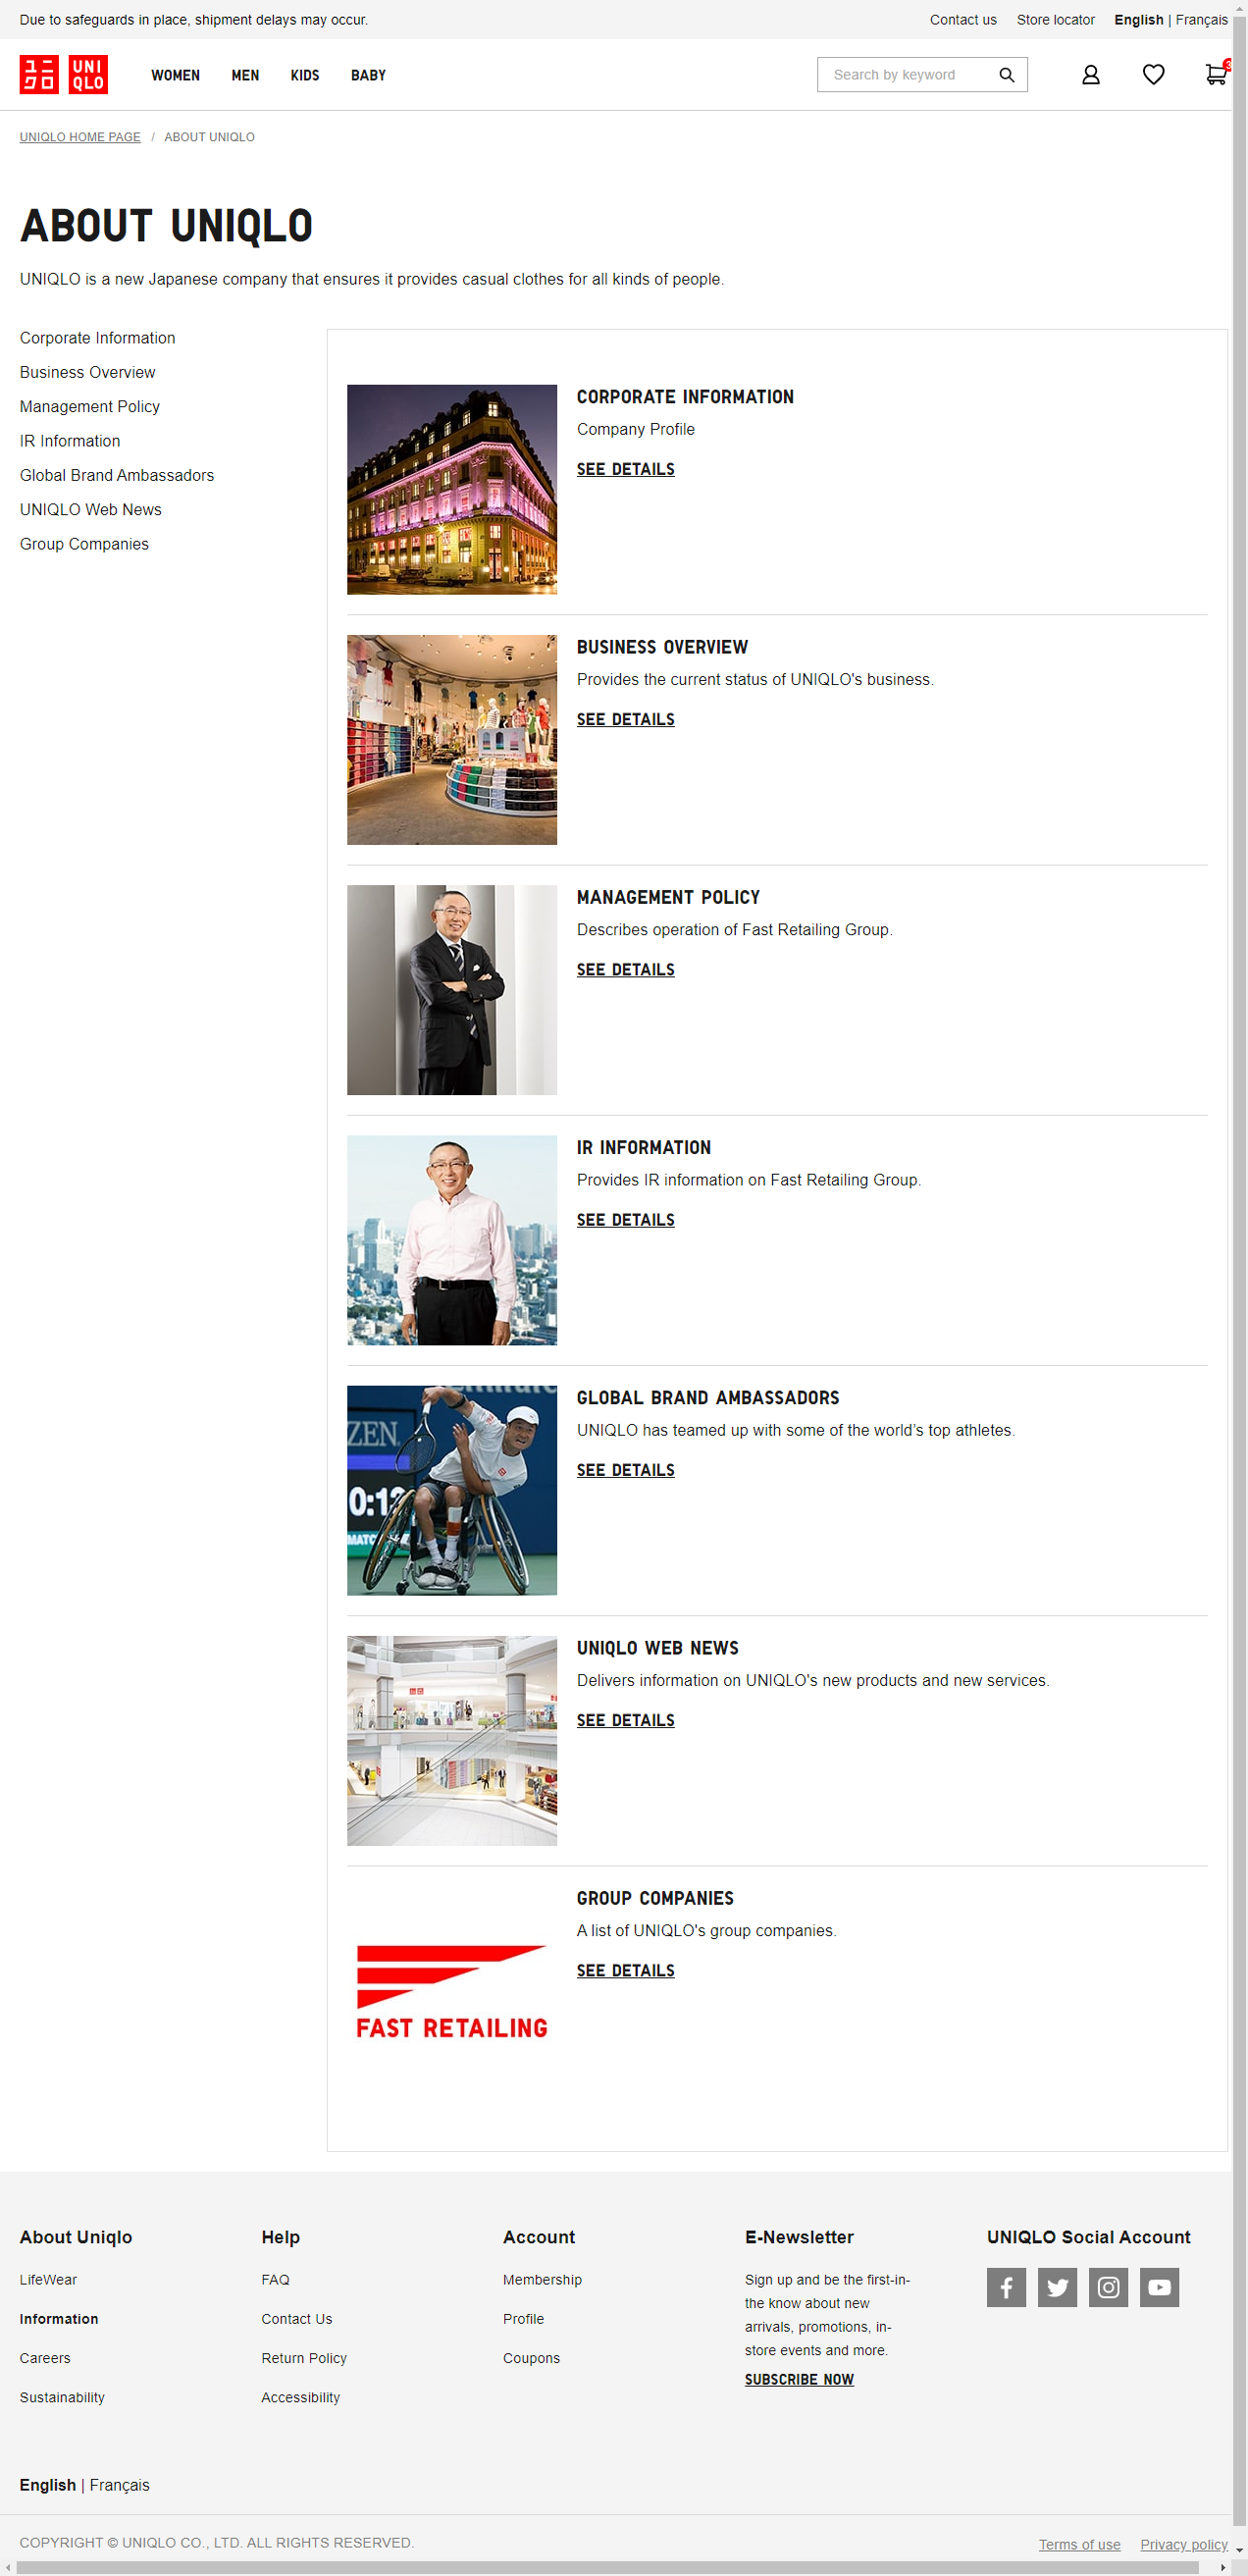 Due to safeguards in place, shipment delays may occur.
Contact us Store locator English | Français
ユニクロ UNIQLO
WOMEN MEN KIDS BABY
Search by keyword
3
UNIQLO HOME PAGE / ABOUT UNIQLO
ABOUT UNIQLO
UNIQLO is a new Japanese company that ensures it provides casual clothes for all kinds of people.
Corporate Information
Business Overview
Management Policy
IR Information
Global Brand Ambassadors
UNIQLO Web News
Group Companies
CORPORATE INFORMATION
Company Profile
SEE DETAILS
BUSINESS OVERVIEW
Provides the current status of UNIQLO's business.
SEE DETAILS
MANAGEMENT POLICY
Describes operation of Fast Retailing Group.
SEE DETAILS
IR INFORMATION
Provides IR information on Fast Retailing Group.
SEE DETAILS
ZEN
0:13
MATC
GLOBAL BRAND AMBASSADORS
UNIQLO has teamed up with some of the world’s top athletes.
SEE DETAILS
UNIQLO WEB NEWS
Delivers information on UNIQLO's new products and new services.
SEE DETAILS
FAST RETAILING
GROUP COMPANIES
A list of UNIQLO's group companies.
SEE DETAILS
About Uniqlo
LifeWear
Information
Careers
Sustainability
Help
FAQ
Contact Us
Return Policy
Accessibility
Account
Membership
Profile
Coupons
E-Newsletter
Sign up and be the first-in-
the know about new
arrivals, promotions, in-
store events and more.
SUBSCRIBE NOW
UNIQLO Social Account
English | Français
COPYRIGHT © UNIQLO CO., LTD. ALL RIGHTS RESERVED.
Terms of use Privacy policy